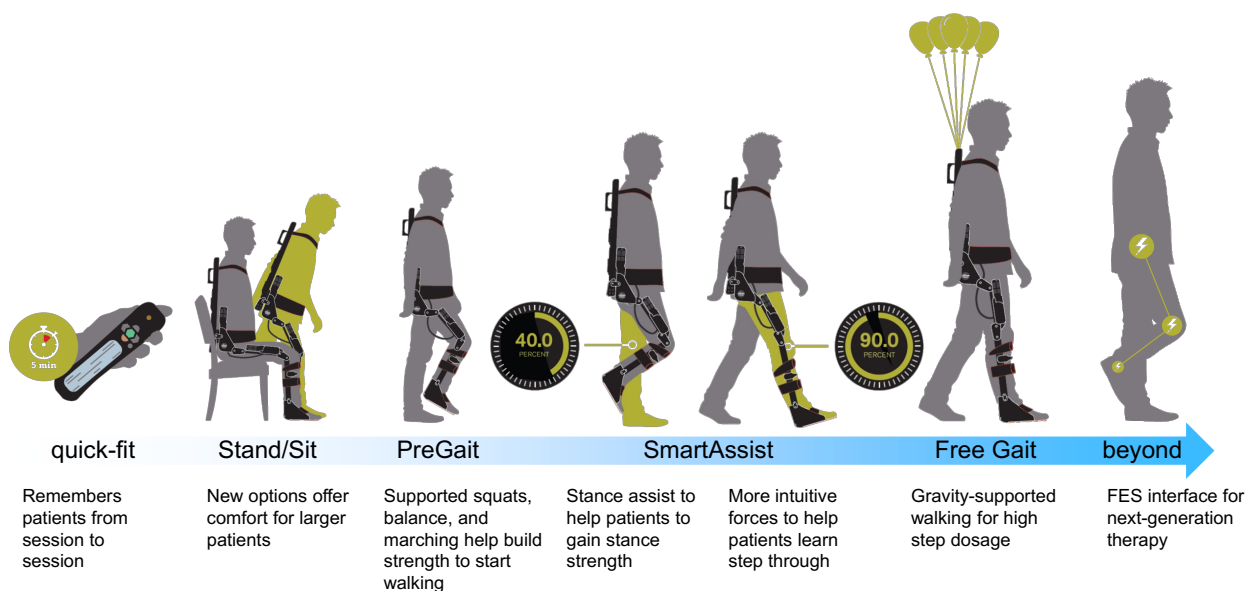 5 min
40.0
PERCENT
90.0
PERCENT
quick-fit
Stand/Sit
PreGait
SmartAssist
Free Gait
beyond
Remembers
patients from
session to
session
New options offer
comfort for larger
patients
Supported squats,
balance, and
marching help build
strength to start
walking
Stance assist to
help patients to
gain stance
strength
More intuitive
forces to help
patients learn
step through
Gravity-supported
walking for high
step dosage
FES interface for
next-generation
therapy